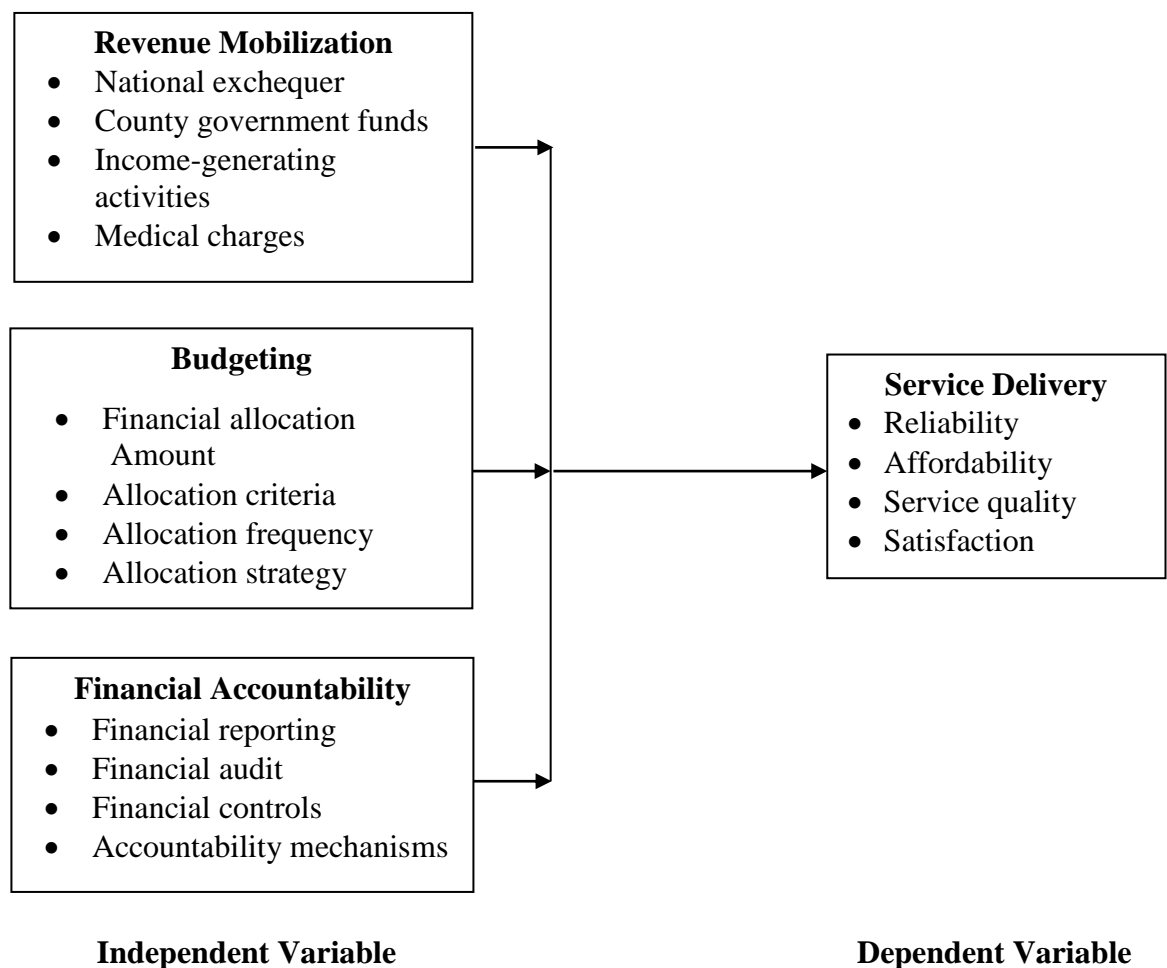 Revenue Mobilization
• National exchequer
• County government funds
• Income-generating
activities
• Medical charges
Budgeting
• Financial allocation
Amount
• Allocation criteria
• Allocation frequency
• Allocation strategy
Financial Accountability
• Financial reporting
• Financial audit
• Financial controls
• Accountability mechanisms
Service Delivery
• Reliability
• Affordability
• Service quality
• Satisfaction
Independent Variable
Dependent Variable